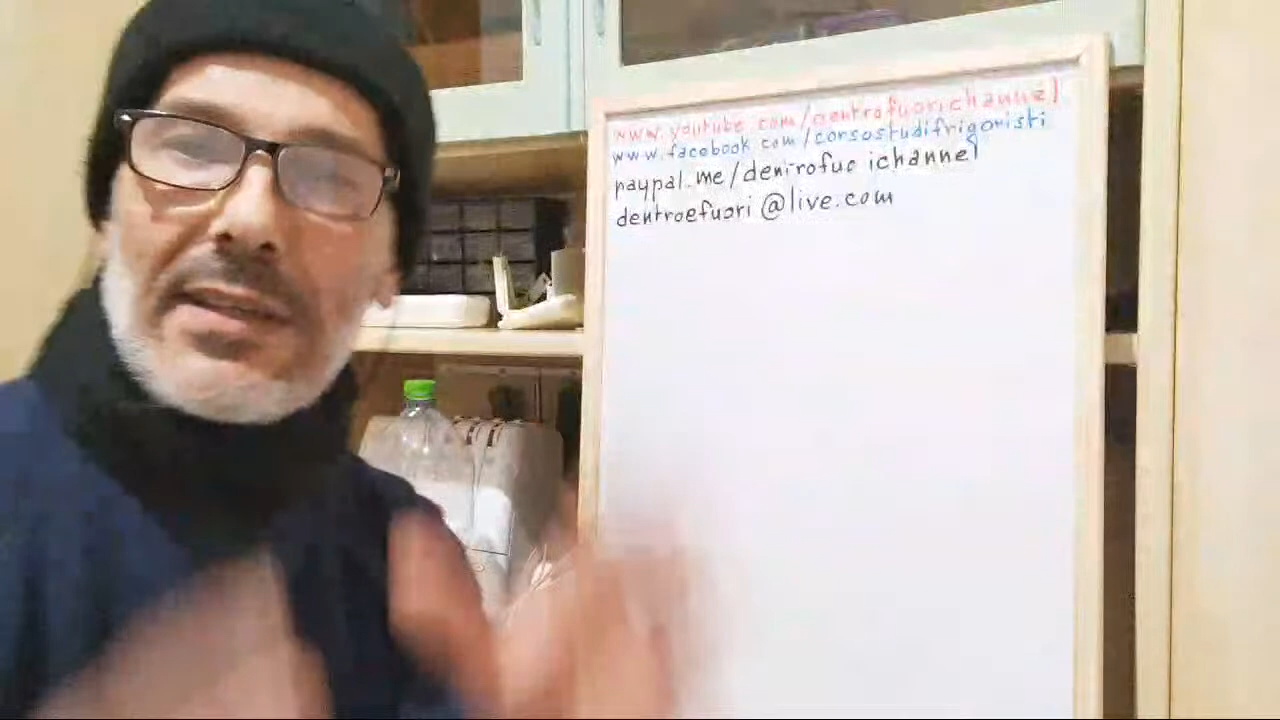 www.youtube.com/dentrofuorichannel
www.facebook.com/corsostudifrigoristi
paypal.me/dentrofuorichannel
dentroefuori@live.com